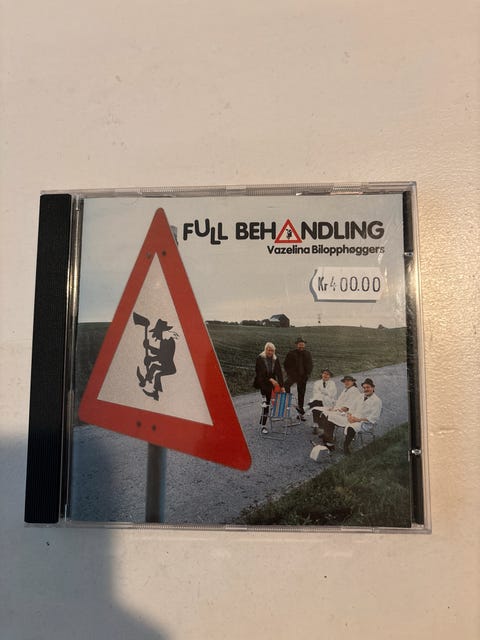 FULL BEHANDLING
Vazelina Bilopphøggers
Kr 400.00